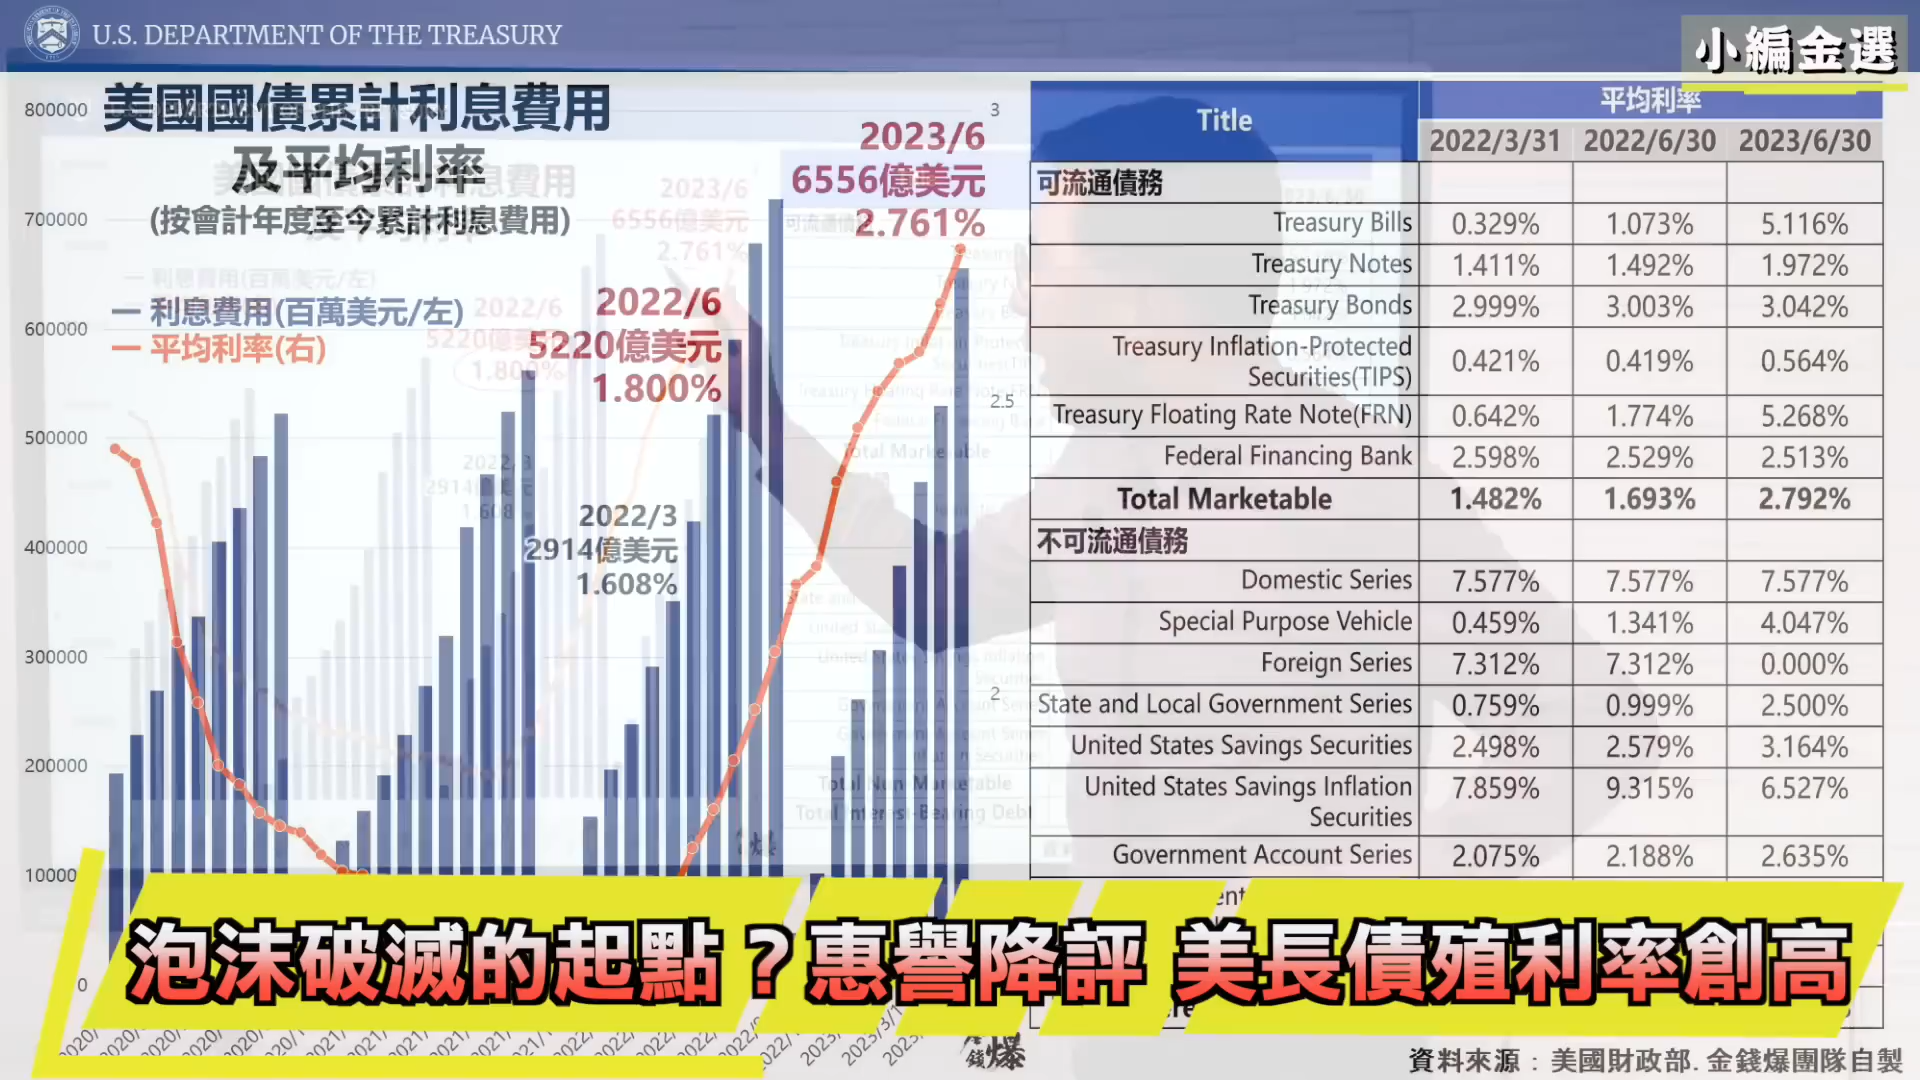 U.S. DEPARTMENT OF THE TREASURY
小編金選
美國國債累計利息費用
及平均利率
(按會計年度至今累計利息費用)
利息費用(百萬美元/左)
平均利率(右)
800000
700000
600000
500000
400000
300000
200000
10000
0
3
2.5
2
2023/6
6556億美元
2.761%
2022/6
5220億美元
1.800%
2022/3
2914億美元
1.608%
Title 平均利率
2022/3/31 2022/6/30 2023/6/30
可流通債務
Treasury Bills 0.329% 1.073% 5.116%
Treasury Notes 1.411% 1.492% 1.972%
Treasury Bonds 2.999% 3.003% 3.042%
Treasury Inflation-Protected
Securities(TIPS) 0.421% 0.419% 0.564%
Treasury Floating Rate Note(FRN) 0.642% 1.774% 5.268%
Federal Financing Bank 2.598% 2.529% 2.513%
Total Marketable 1.482% 1.693% 2.792%
不可流通債務
Domestic Series 7.577% 7.577% 7.577%
Special Purpose Vehicle 0.459% 1.341% 4.047%
Foreign Series 7.312% 7.312% 0.000%
State and Local Government Series 0.759% 0.999% 2.500%
United States Savings Securities 2.498% 2.579% 3.164%
United States Savings Inflation
Securities 7.859% 9.315% 6.527%
Government Account Series 2.075% 2.188% 2.635%
泡沫破滅的起點？惠譽降評 美長債殖利率創高
錢爆
資料來源：美國財政部. 金錢爆團隊自製